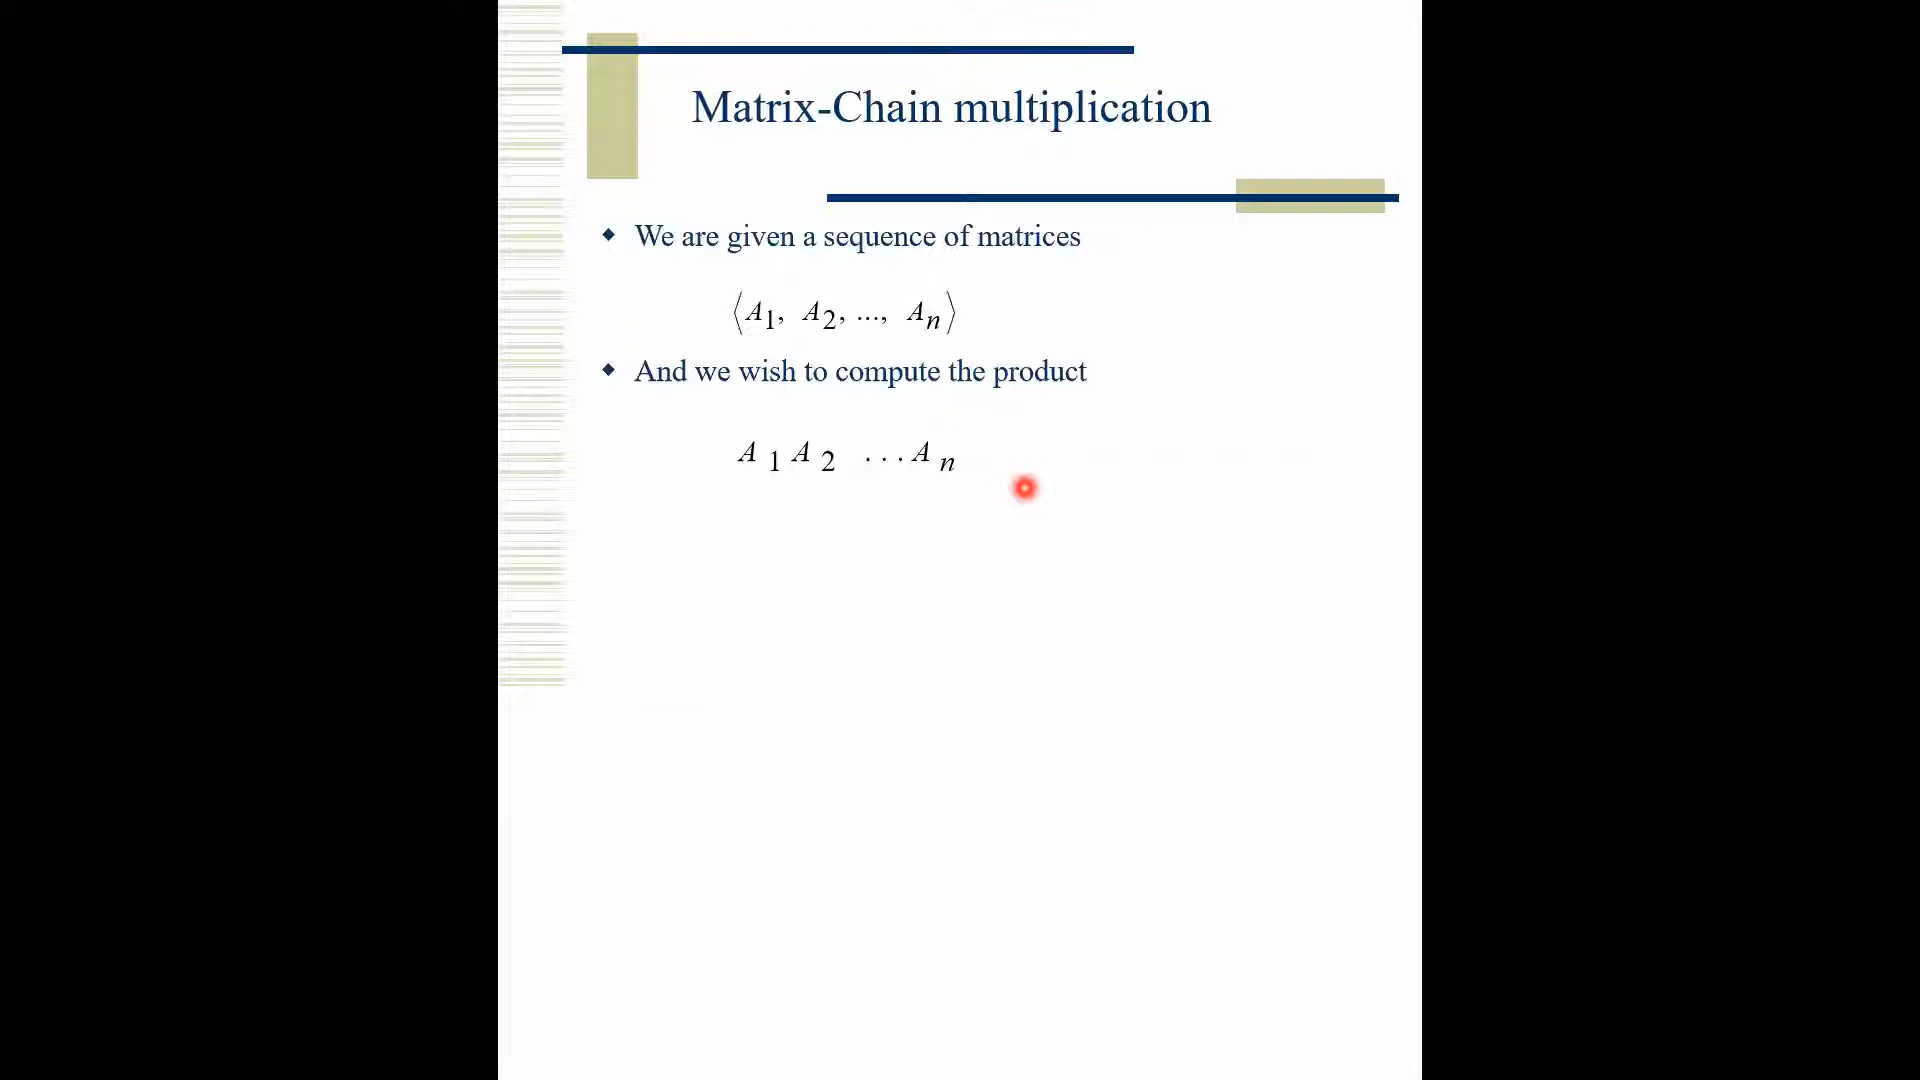 Matrix-Chain multiplication
◆ We are given a sequence of matrices
⟨A₁, A₂, ..., Aₙ⟩
◆ And we wish to compute the product
A₁ A₂ ··· Aₙ